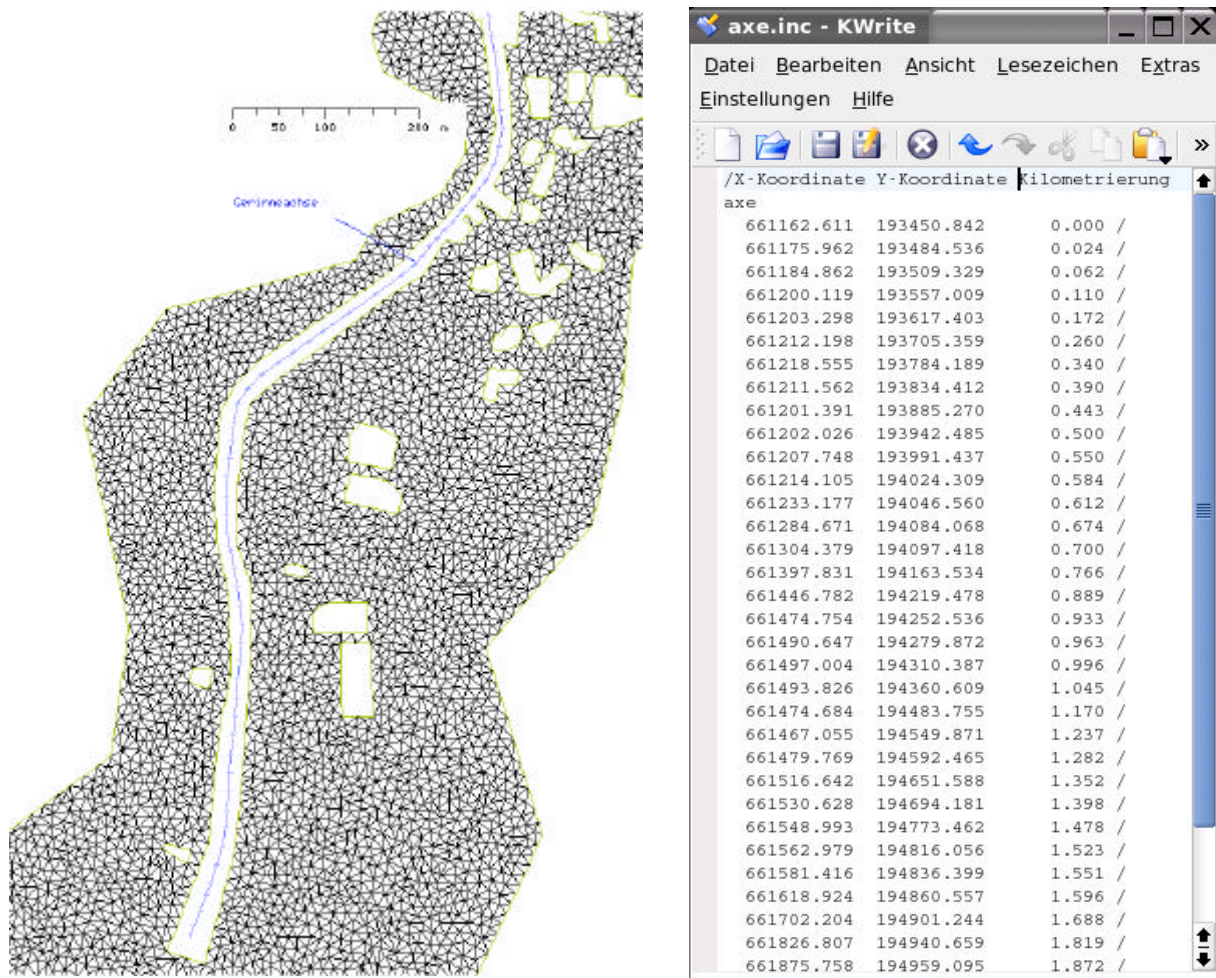 0 50 100 200 m
Gerinneachse
axe.inc - KWrite
Datei Bearbeiten Ansicht Lesezeichen Extras
Einstellungen Hilfe
»
/X-Koordinate Y-Koordinate Kilometrierung
axe
661162.611 193450.842 0.000 /
661175.962 193484.536 0.024 /
661184.862 193509.329 0.062 /
661200.119 193557.009 0.110 /
661203.298 193617.403 0.172 /
661212.198 193705.359 0.260 /
661218.555 193784.189 0.340 /
661211.562 193834.412 0.390 /
661201.391 193885.270 0.443 /
661202.026 193942.485 0.500 /
661207.748 193991.437 0.550 /
661214.105 194024.309 0.584 /
661233.177 194046.560 0.612 /
661284.671 194084.068 0.674 /
661304.379 194097.418 0.700 /
661397.831 194163.534 0.766 /
661446.782 194219.478 0.889 /
661474.754 194252.536 0.933 /
661490.647 194279.872 0.963 /
661497.004 194310.387 0.996 /
661493.826 194360.609 1.045 /
661474.684 194483.755 1.170 /
661467.055 194549.871 1.237 /
661479.769 194592.465 1.282 /
661516.642 194651.588 1.352 /
661530.628 194694.181 1.398 /
661548.993 194773.462 1.478 /
661562.979 194816.056 1.523 /
661581.416 194836.399 1.551 /
661618.924 194860.557 1.596 /
661702.204 194901.244 1.688 /
661826.807 194940.659 1.819 /
661875.758 194959.095 1.872 /